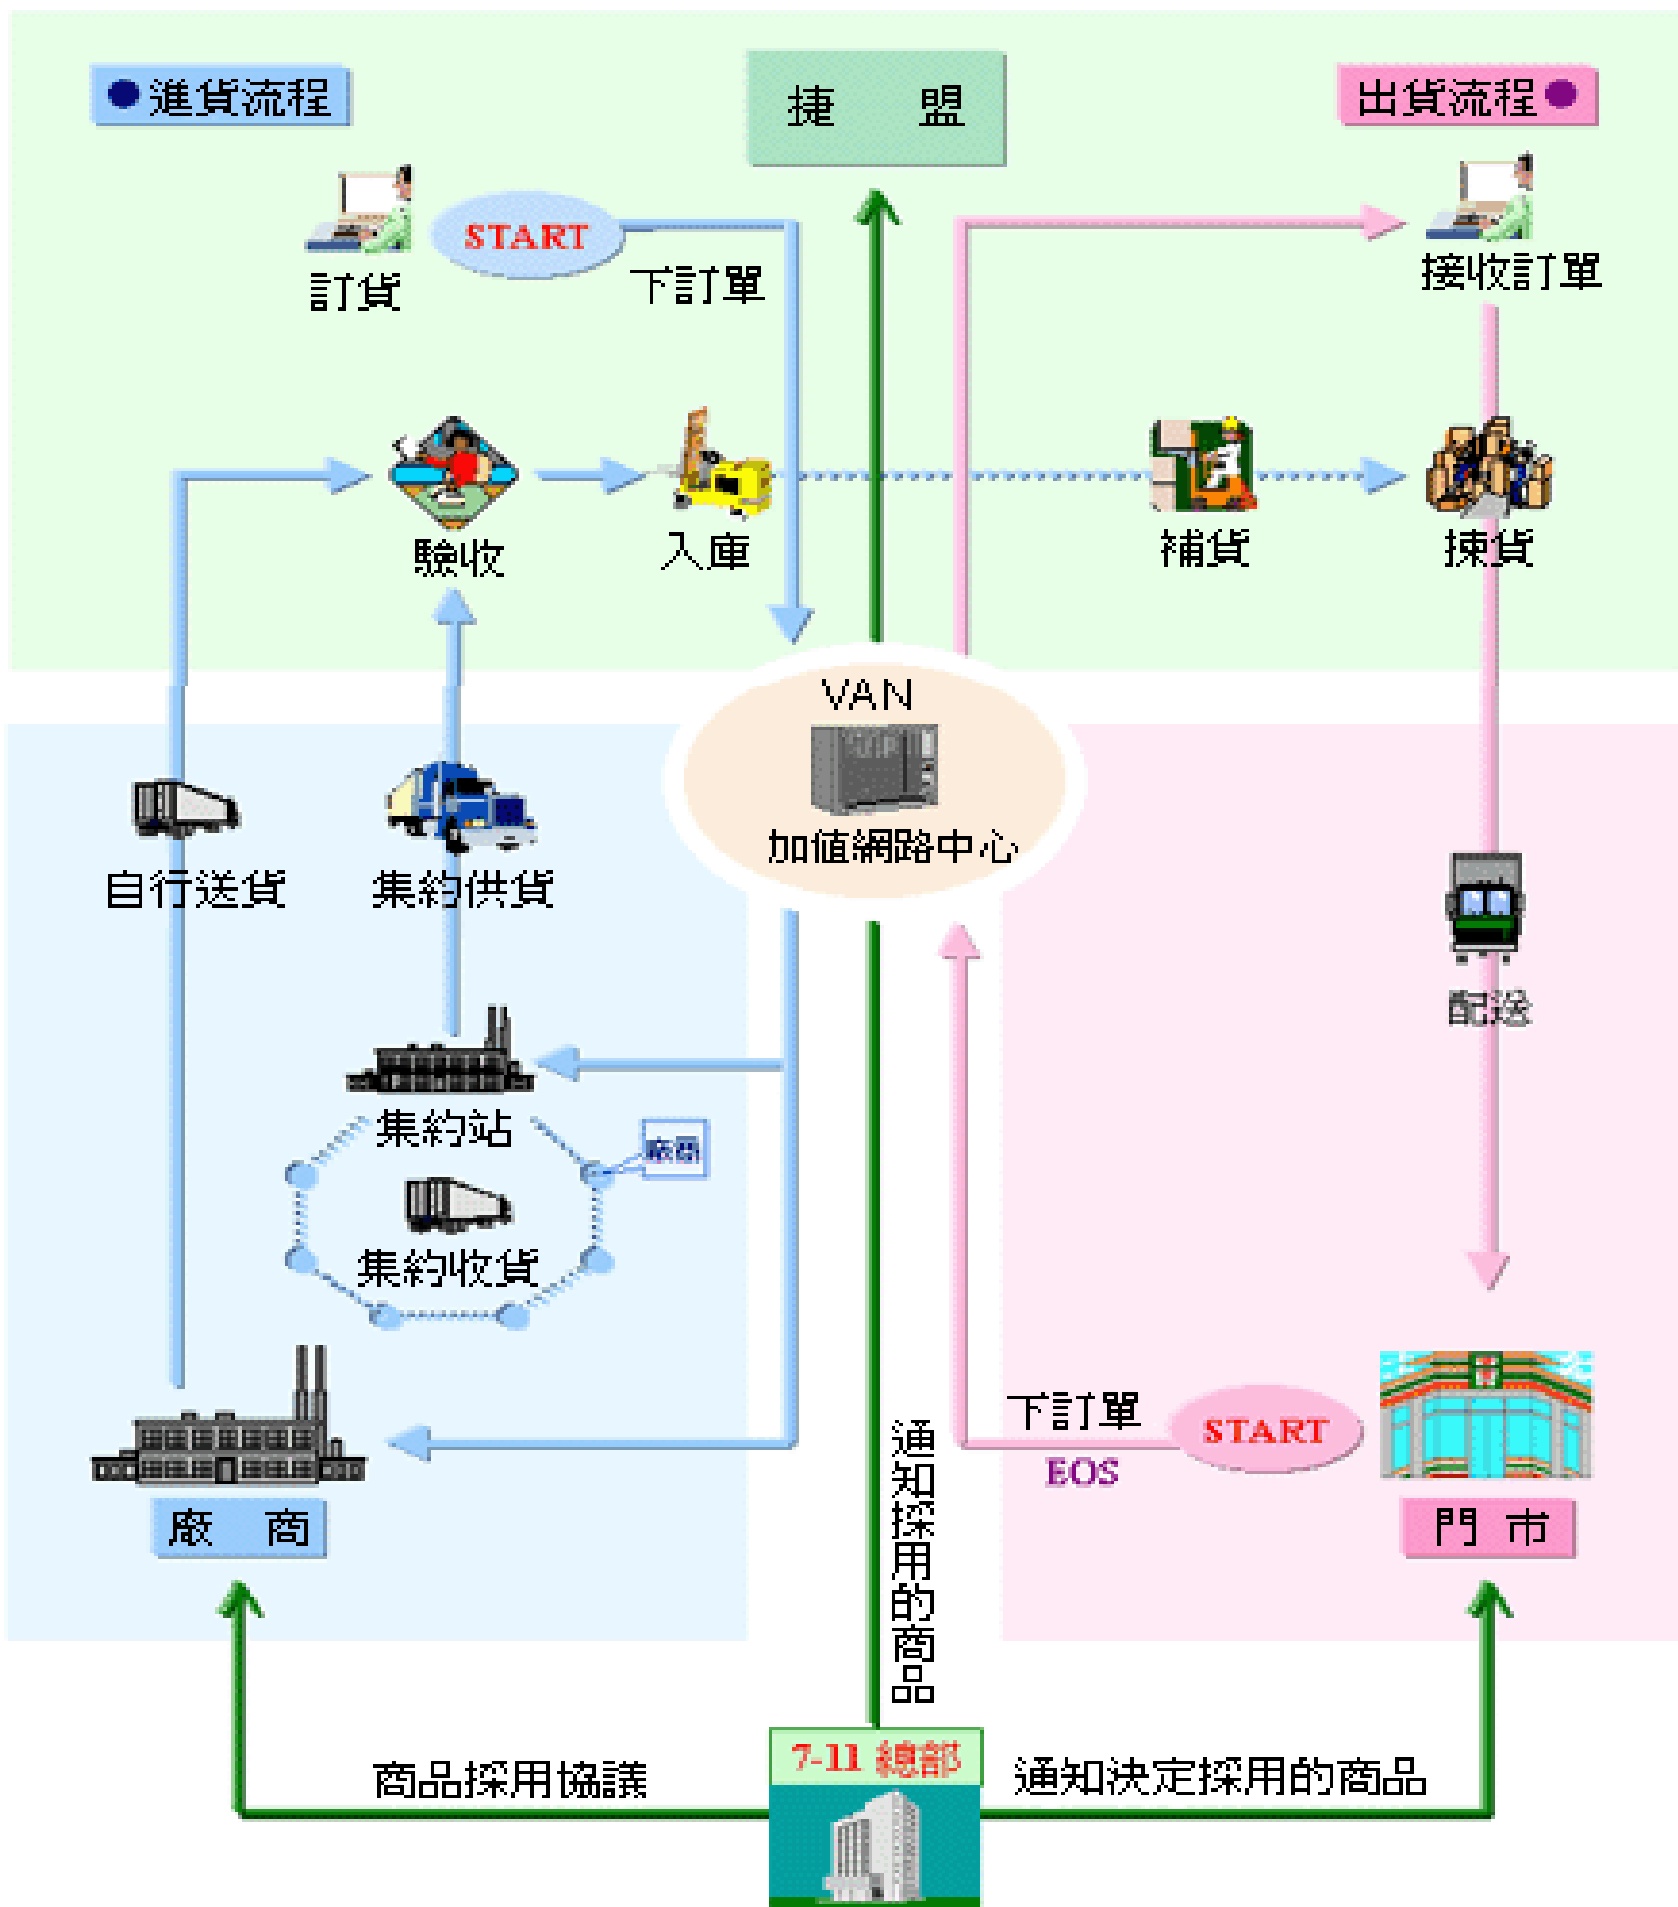 進貨流程
捷 盟
出貨流程
START
訂貨
下訂單
接收訂單
驗收
入庫
補貨
揀貨
VAN
加值網路中心
自行送貨
集約供貨
配送
集約站
廠商
集約收貨
下訂單
START
EOS
廠 商
門 市
通知採用的商品
7-11 總部
商品採用協議
通知決定採用的商品